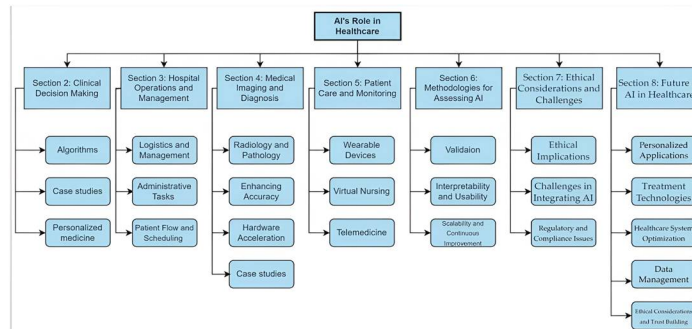 AI's Role in
Healthcare
Section 2: Clinical
Decision Making
Section 3: Hospital
Operations and
Management
Section 4: Medical
Imaging and
Diagnosis
Section 5: Patient
Care and Monitoring
Section 6:
Methodologies for
Assessing AI
Section 7: Ethical
Considerations and
Challenges
Section 8: Future
AI in Healthcare
Algorithms
Case studies
Personalized
medicine
Logistics and
Management
Administrative
Tasks
Patient Flow and
Scheduling
Radiology and
Pathology
Enhancing
Accuracy
Hardware
Acceleration
Case studies
Wearable
Devices
Virtual Nursing
Telemedicine
Validaion
Interpretability
and Usability
Scalability and
Continuous
Improvement
Ethical
Implications
Challenges in
Integrating AI
Regulatory and
Compliance Issues
Personalized
Applications
Treatment
Technologies
Healthcare System
Optimization
Data
Management
Ethical Considerations
and Trust Building